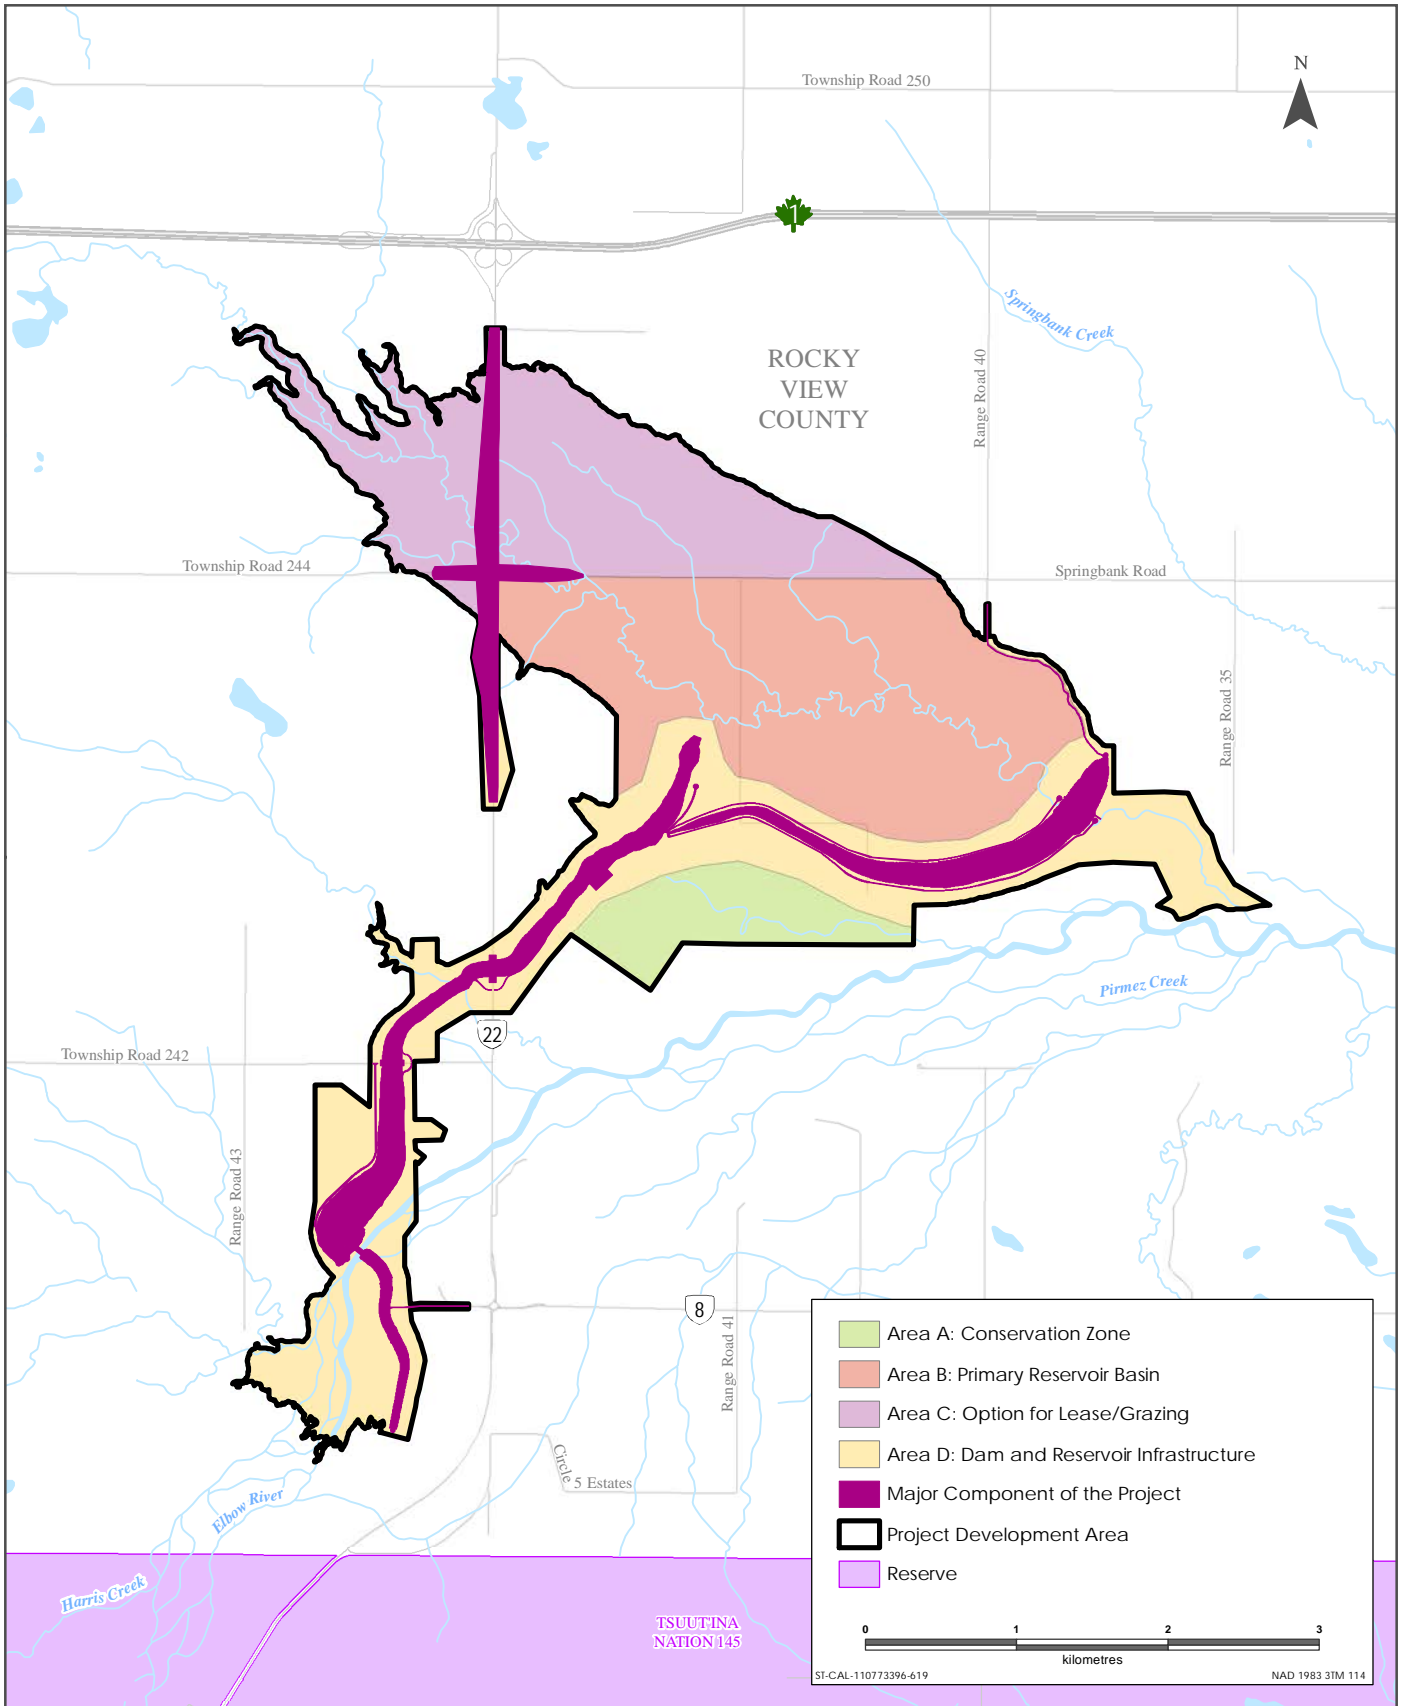 Township Road 250
N
1
Springbank Creek
ROCKY
VIEW
COUNTY
Range Road 40
Township Road 244
Springbank Road
Range Road 35
Pirmez Creek
22
Township Road 242
Range Road 43
8
Range Road 41
Circle 5 Estates
Elbow River
Harris Creek
TSUUT'INA
NATION 145
Area A: Conservation Zone
Area B: Primary Reservoir Basin
Area C: Option for Lease/Grazing
Area D: Dam and Reservoir Infrastructure
Major Component of the Project
Project Development Area
Reserve
0 1 2 3
kilometres
ST-CAL-110773396-619
NAD 1983 3TM 114